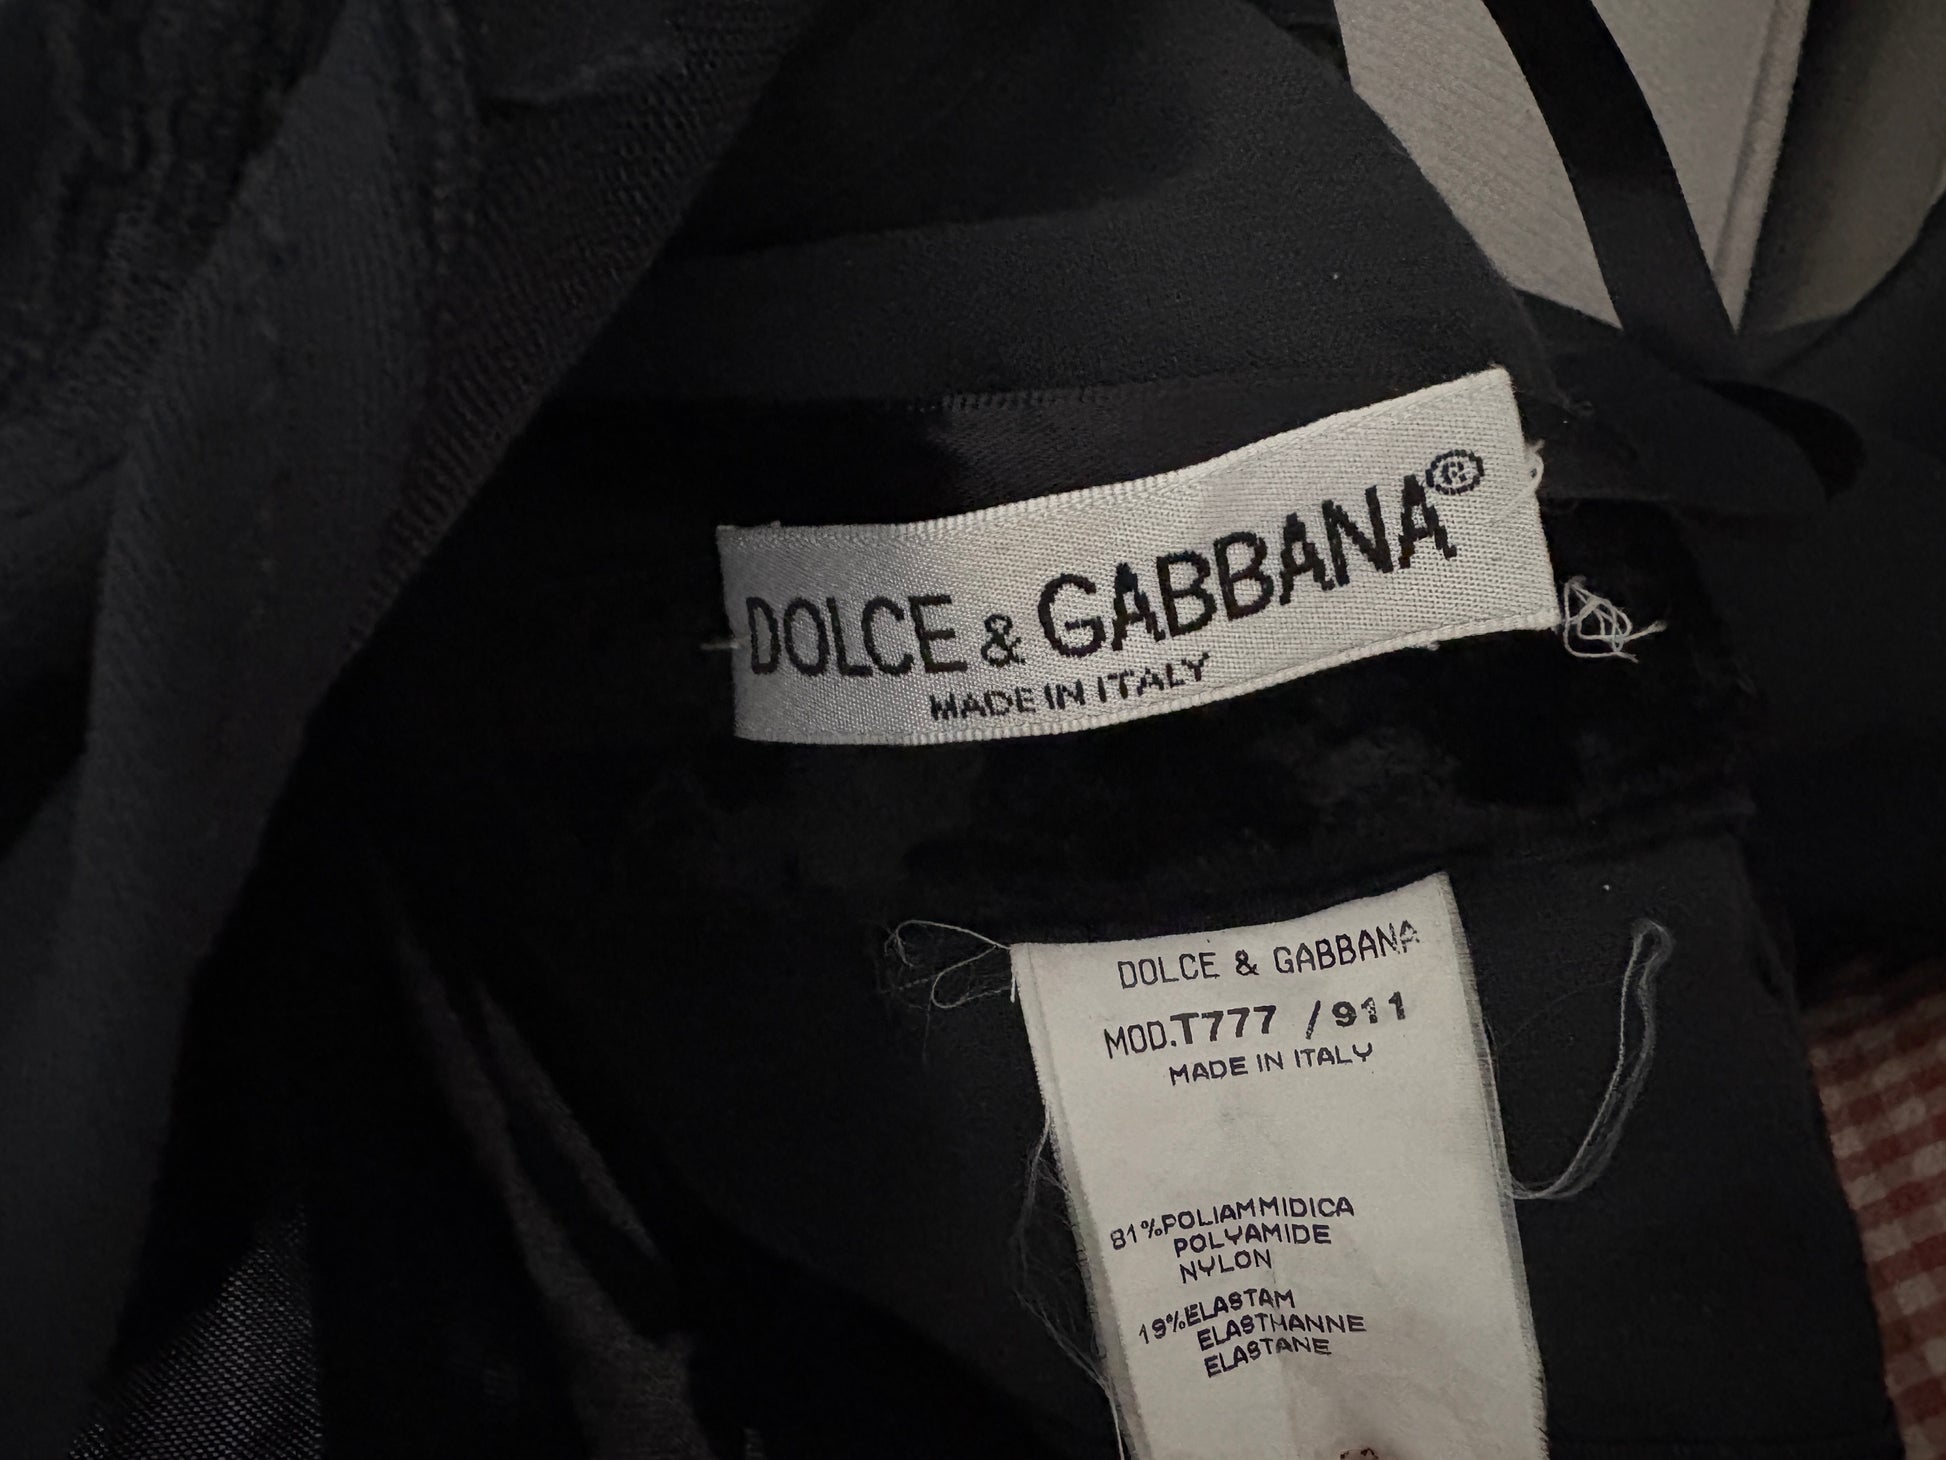 DOLCE & GABBANA®
MADE IN ITALY
DOLCE & GABBANA
MOD.T777 /911
MADE IN ITALY
81%POLIAMMIDICA
POLYAMIDE
NYLON
19%ELASTAM
ELASTHANNE
ELASTANE